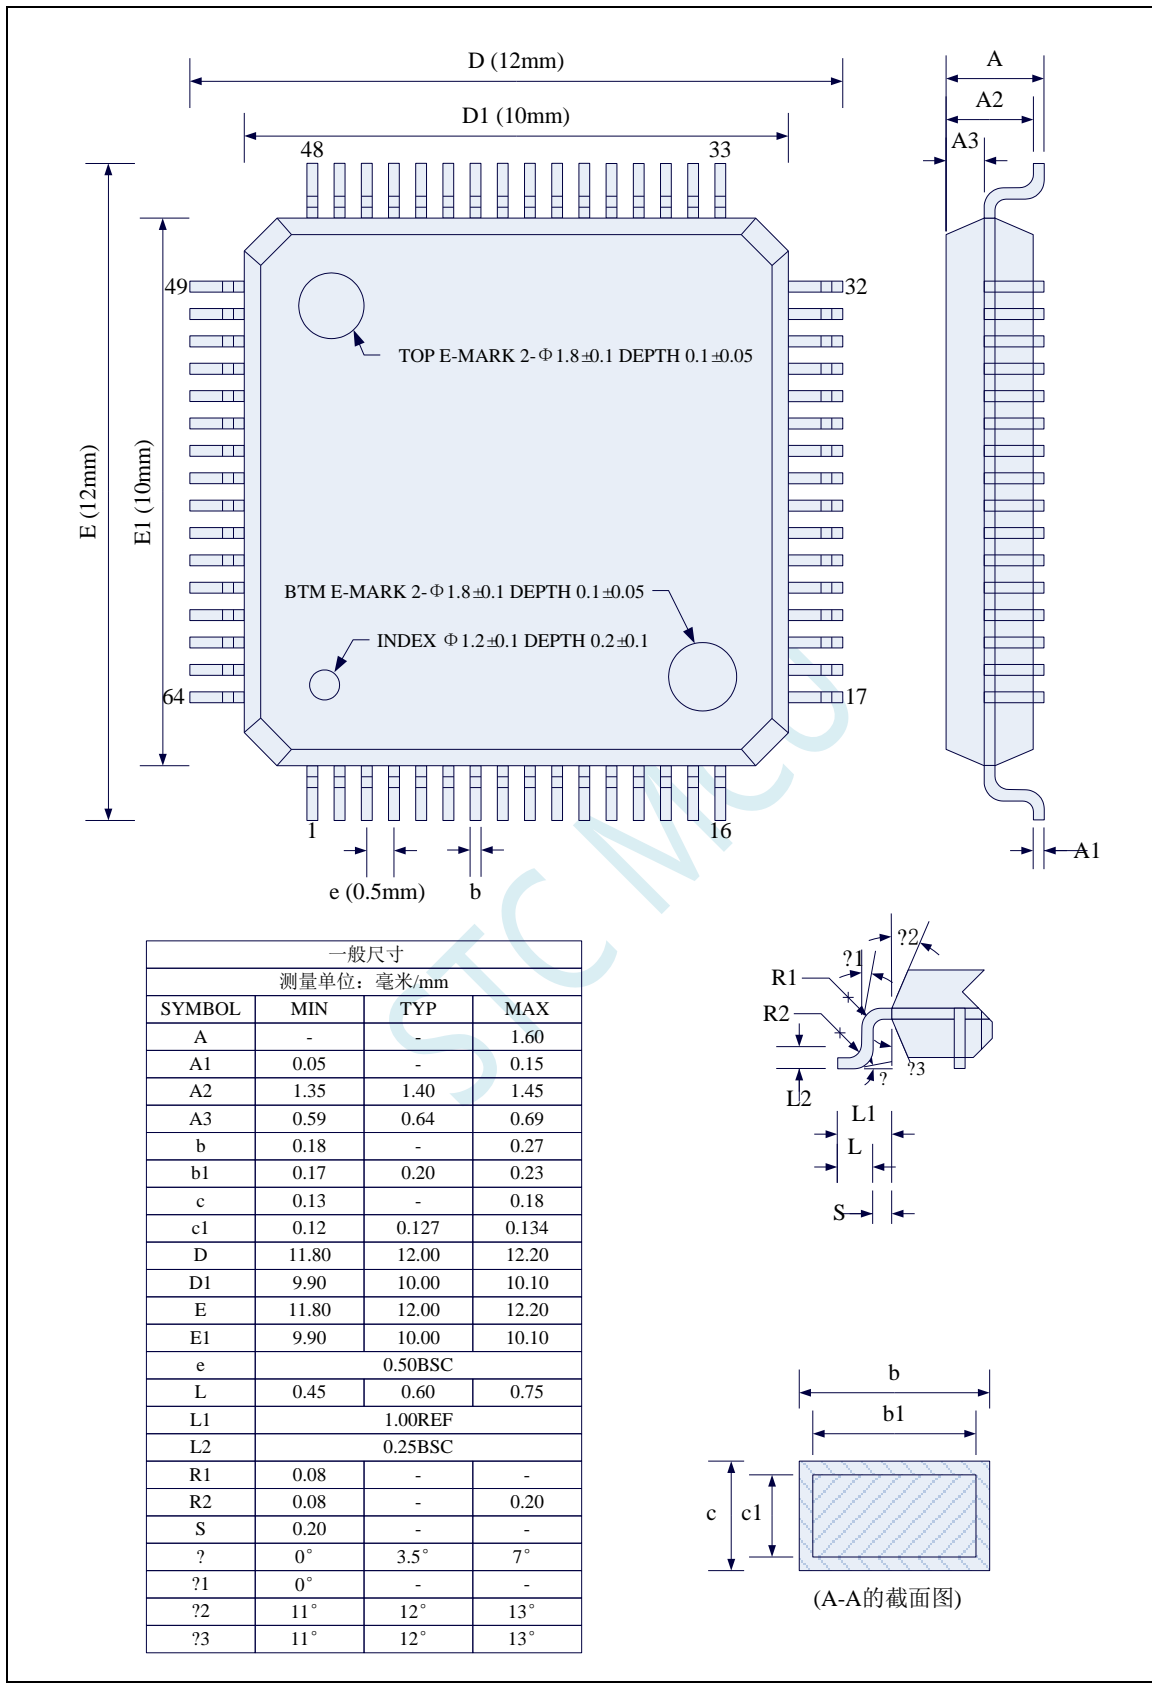 D (12mm)
A
A2
D1 (10mm)
A3
48
33
49
32
TOP E-MARK 2-Φ1.8±0.1 DEPTH 0.1±0.05
E (12mm)
E1 (10mm)
BTM E-MARK 2-Φ1.8±0.1 DEPTH 0.1±0.05
INDEX Φ1.2±0.1 DEPTH 0.2±0.1
64
17
1
16
A1
e (0.5mm)
b
STC MCU
?2
?1
R1
R2
?3
?
L2
L1
L
S
一般尺寸
测量单位：毫米/mm
SYMBOL MIN TYP MAX
A - - 1.60
A1 0.05 - 0.15
A2 1.35 1.40 1.45
A3 0.59 0.64 0.69
b 0.18 - 0.27
b1 0.17 0.20 0.23
c 0.13 - 0.18
c1 0.12 0.127 0.134
D 11.80 12.00 12.20
D1 9.90 10.00 10.10
E 11.80 12.00 12.20
E1 9.90 10.00 10.10
e 0.50BSC
L 0.45 0.60 0.75
L1 1.00REF
L2 0.25BSC
R1 0.08 - -
R2 0.08 - 0.20
S 0.20 - -
? 0° 3.5° 7°
?1 0° - -
?2 11° 12° 13°
?3 11° 12° 13°
b
b1
c
c1
(A-A的截面图)